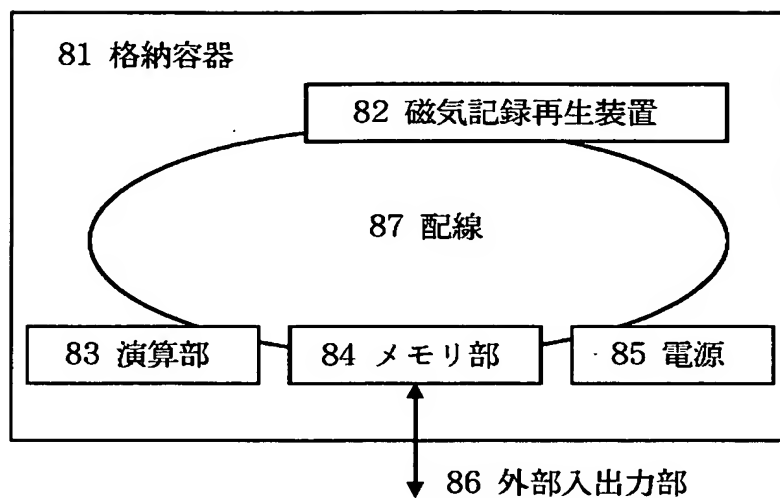 81 格納容器
82 磁気記録再生装置
87 配線
83 演算部
84 メモリ部
85 電源
86 外部入出力部